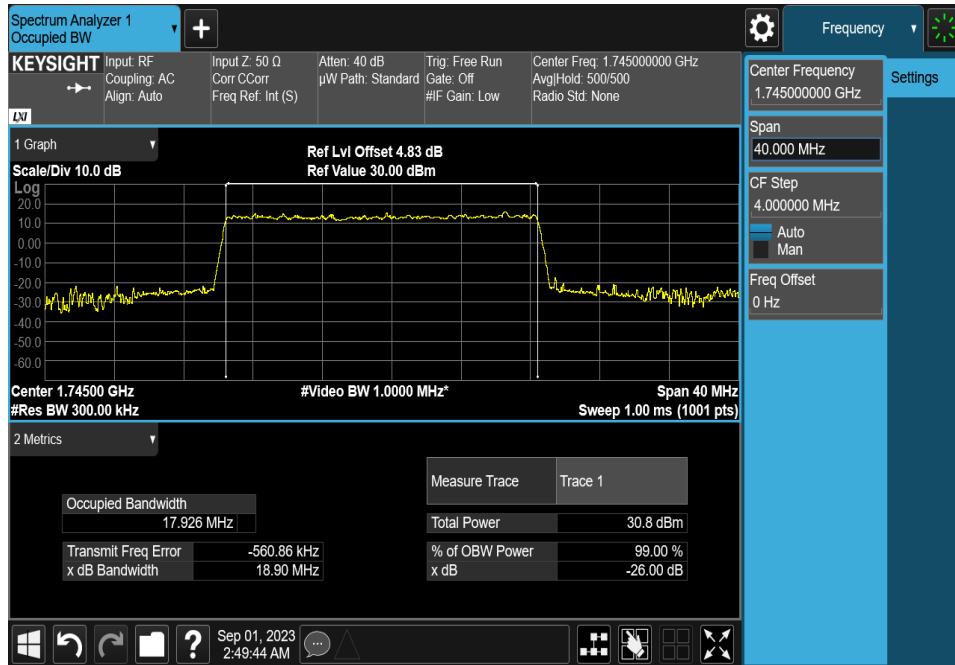 Spectrum Analyzer 1
Occupied BW
+
Frequency
KEYSIGHT
LXI
Input: RF
Coupling: AC
Align: Auto
Input Z: 50 Ω
Corr CCorr
Freq Ref: Int (S)
Atten: 40 dB
µW Path: Standard
Trig: Free Run
Gate: Off
#IF Gain: Low
Center Freq: 1.745000000 GHz
Avg|Hold: 500/500
Radio Std: None
Center Frequency
1.745000000 GHz
Settings
Span
40.000 MHz
CF Step
4.000000 MHz
Auto
Man
Freq Offset
0 Hz
1 Graph
Scale/Div 10.0 dB
Ref Lvl Offset 4.83 dB
Ref Value 30.00 dBm
Log
20.0
10.0
0.00
-10.0
-20.0
-30.0
-40.0
-50.0
-60.0
Center 1.74500 GHz
#Res BW 300.00 kHz
#Video BW 1.0000 MHz*
Span 40 MHz
Sweep 1.00 ms (1001 pts)
2 Metrics
Measure Trace Trace 1
Occupied Bandwidth
17.926 MHz
Total Power 30.8 dBm
Transmit Freq Error -560.86 kHz
% of OBW Power 99.00 %
x dB Bandwidth 18.90 MHz
x dB -26.00 dB
?
Sep 01, 2023
2:49:44 AM